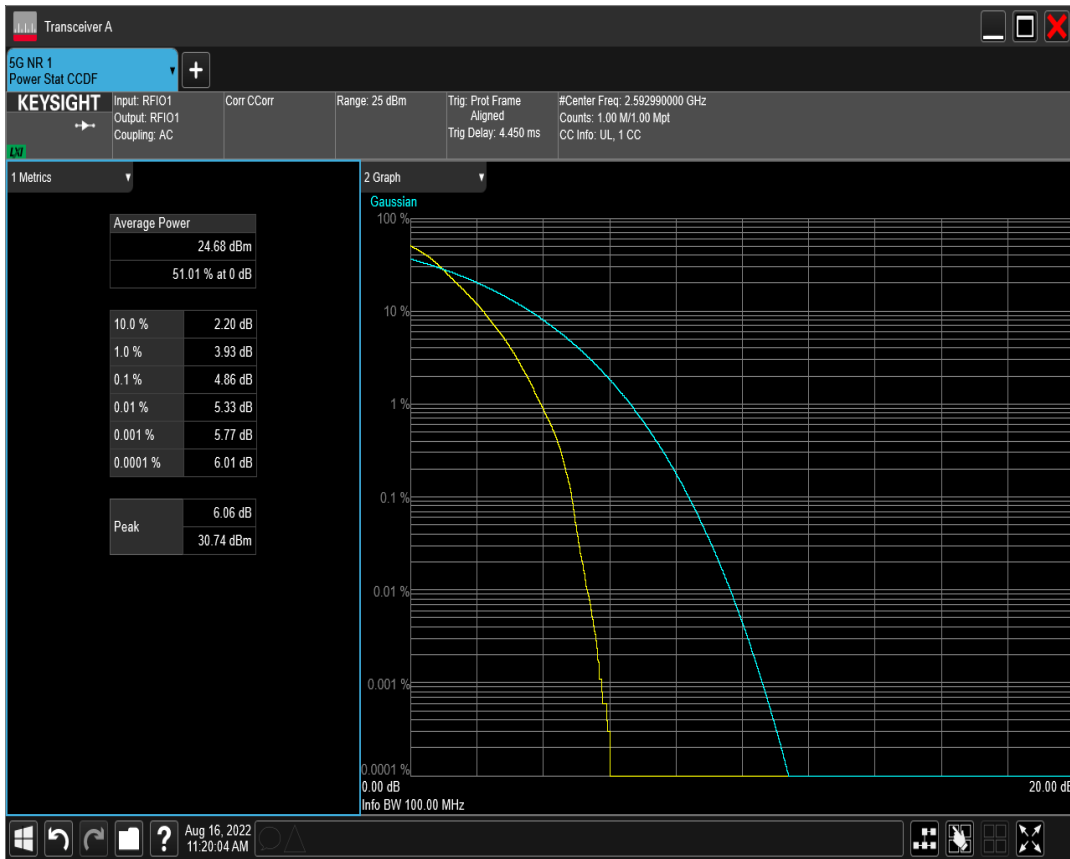 Transceiver A
5G NR 1
Power Stat CCDF
+
KEYSIGHT
LXI
Input: RFIO1
Output: RFIO1
Coupling: AC
Corr CCorr
Range: 25 dBm
Trig: Prot Frame
Aligned
Trig Delay: 4.450 ms
#Center Freq: 2.592990000 GHz
Counts: 1.00 M/1.00 Mpt
CC Info: UL, 1 CC
1 Metrics
Average Power
24.68 dBm
51.01 % at 0 dB
10.0 % 2.20 dB
1.0 % 3.93 dB
0.1 % 4.86 dB
0.01 % 5.33 dB
0.001 % 5.77 dB
0.0001 % 6.01 dB
Peak 6.06 dB
30.74 dBm
2 Graph
Gaussian
100 %
10 %
1 %
0.1 %
0.01 %
0.001 %
0.0001 %
0.00 dB 20.00 dB
Info BW 100.00 MHz
? Aug 16, 2022
11:20:04 AM